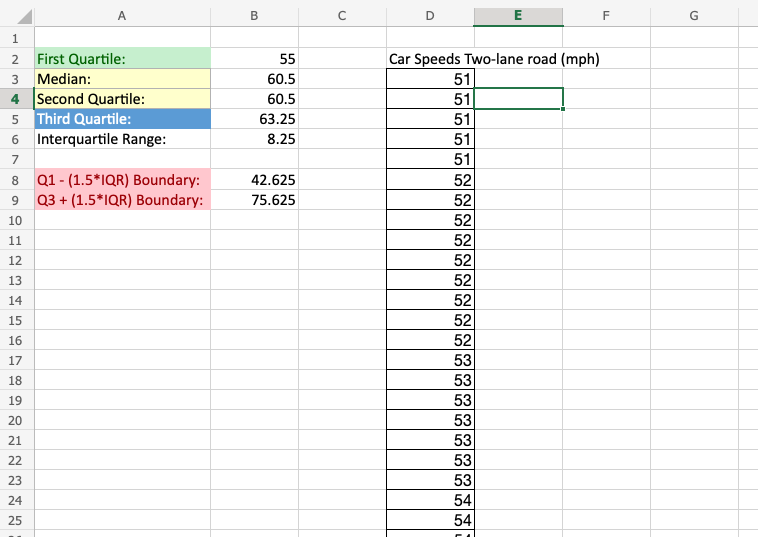 A B C D E F G
1
2 First Quartile: 55 Car Speeds Two-lane road (mph)
3 Median: 60.5 51
4 Second Quartile: 60.5 51
5 Third Quartile: 63.25 51
6 Interquartile Range: 8.25 51
7 51
8 Q1 - (1.5*IQR) Boundary: 42.625 52
9 Q3 + (1.5*IQR) Boundary: 75.625 52
10 52
11 52
12 52
13 52
14 52
15 52
16 52
17 53
18 53
19 53
20 53
21 53
22 53
23 53
24 54
25 54